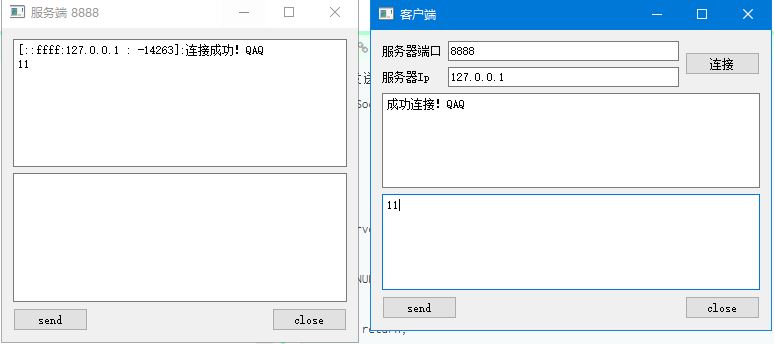 服务端 8888
[::ffff:127.0.0.1 : -14263]:连接成功! QAQ
11
send
close
客户端
服务器端口
8888
服务器Ip
127.0.0.1
连接
成功连接! QAQ
11
send
close
return;